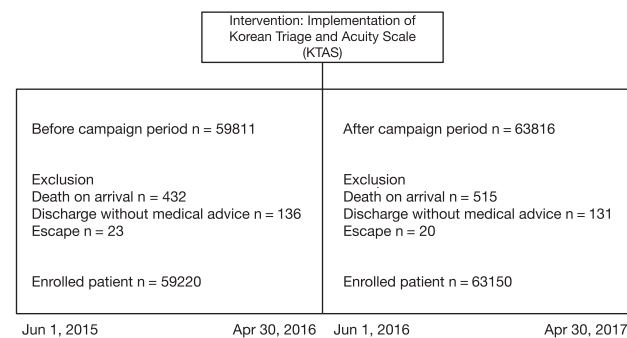 Intervention: Implementation of
Korean Triage and Acuity Scale
(KTAS)
Before campaign period n = 59811
Exclusion
Death on arrival n = 432
Discharge without medical advice n = 136
Escape n = 23
Enrolled patient n = 59220
After campaign period n = 63816
Exclusion
Death on arrival n = 515
Discharge without medical advice n = 131
Escape n = 20
Enrolled patient n = 63150
Jun 1, 2015
Apr 30, 2016
Jun 1, 2016
Apr 30, 2017